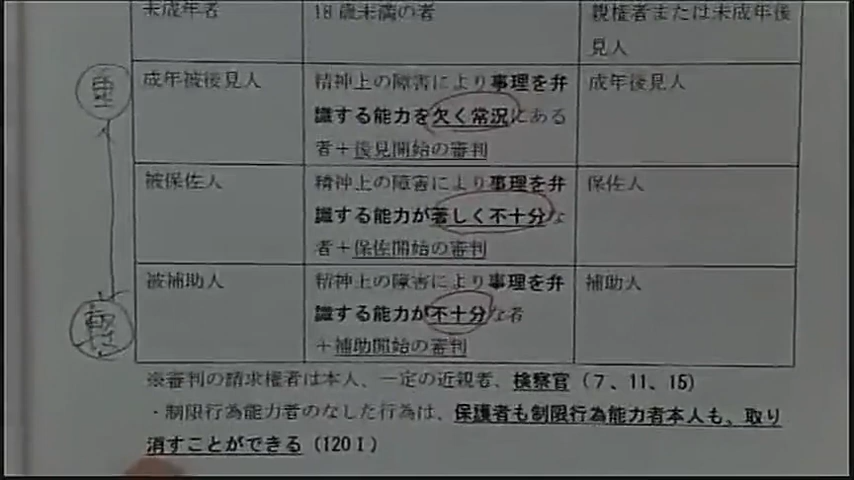 未成年者
18歳未満の者
親権者または未成年後
見人
重
成年被後見人
精神上の障害により事理を弁
識する能力を欠く常況にある
者＋後見開始の審判
成年後見人
被保佐人
精神上の障害により事理を弁
識する能力が著しく不十分な
者＋保佐開始の審判
保佐人
軽
被補助人
精神上の障害により事理を弁
識する能力が不十分な者
＋補助開始の審判
補助人
※審判の請求権者は本人、一定の近親者、検察官（7、11、15）
・制限行為能力者のなした行為は、保護者も制限行為能力者本人も、取り
消すことができる（120Ⅰ）